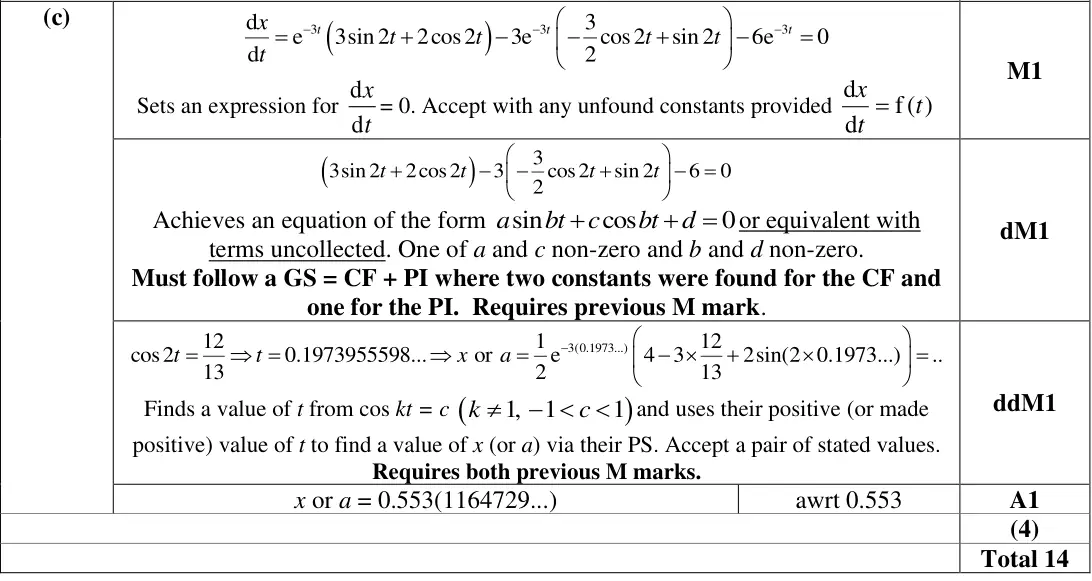 (c)
dx/dt = e^{−3t}(3sin 2t + 2cos 2t) − 3e^{−3t}(−3/2 cos 2t + sin 2t) − 6e^{−3t} = 0
Sets an expression for dx/dt = 0. Accept with any unfound constants provided dx/dt = f(t)
M1
(3sin 2t + 2cos 2t) − 3(−3/2 cos 2t + sin 2t) − 6 = 0
Achieves an equation of the form a sin bt + c cos bt + d = 0 or equivalent with
terms uncollected. One of a and c non-zero and b and d non-zero.
Must follow a GS = CF + PI where two constants were found for the CF and
one for the PI. Requires previous M mark.
dM1
cos 2t = 12/13 ⇒ t = 0.1973955598... ⇒ x or a = 1/2 e^{−3(0.1973...)}(4 − 3 × 12/13 + 2sin(2 × 0.1973...)) = ..
Finds a value of t from cos kt = c (k ≠ 1, −1 < c < 1) and uses their positive (or made
positive) value of t to find a value of x (or a) via their PS. Accept a pair of stated values.
Requires both previous M marks.
ddM1
x or a = 0.553(1164729...) awrt 0.553 A1
(4)
Total 14